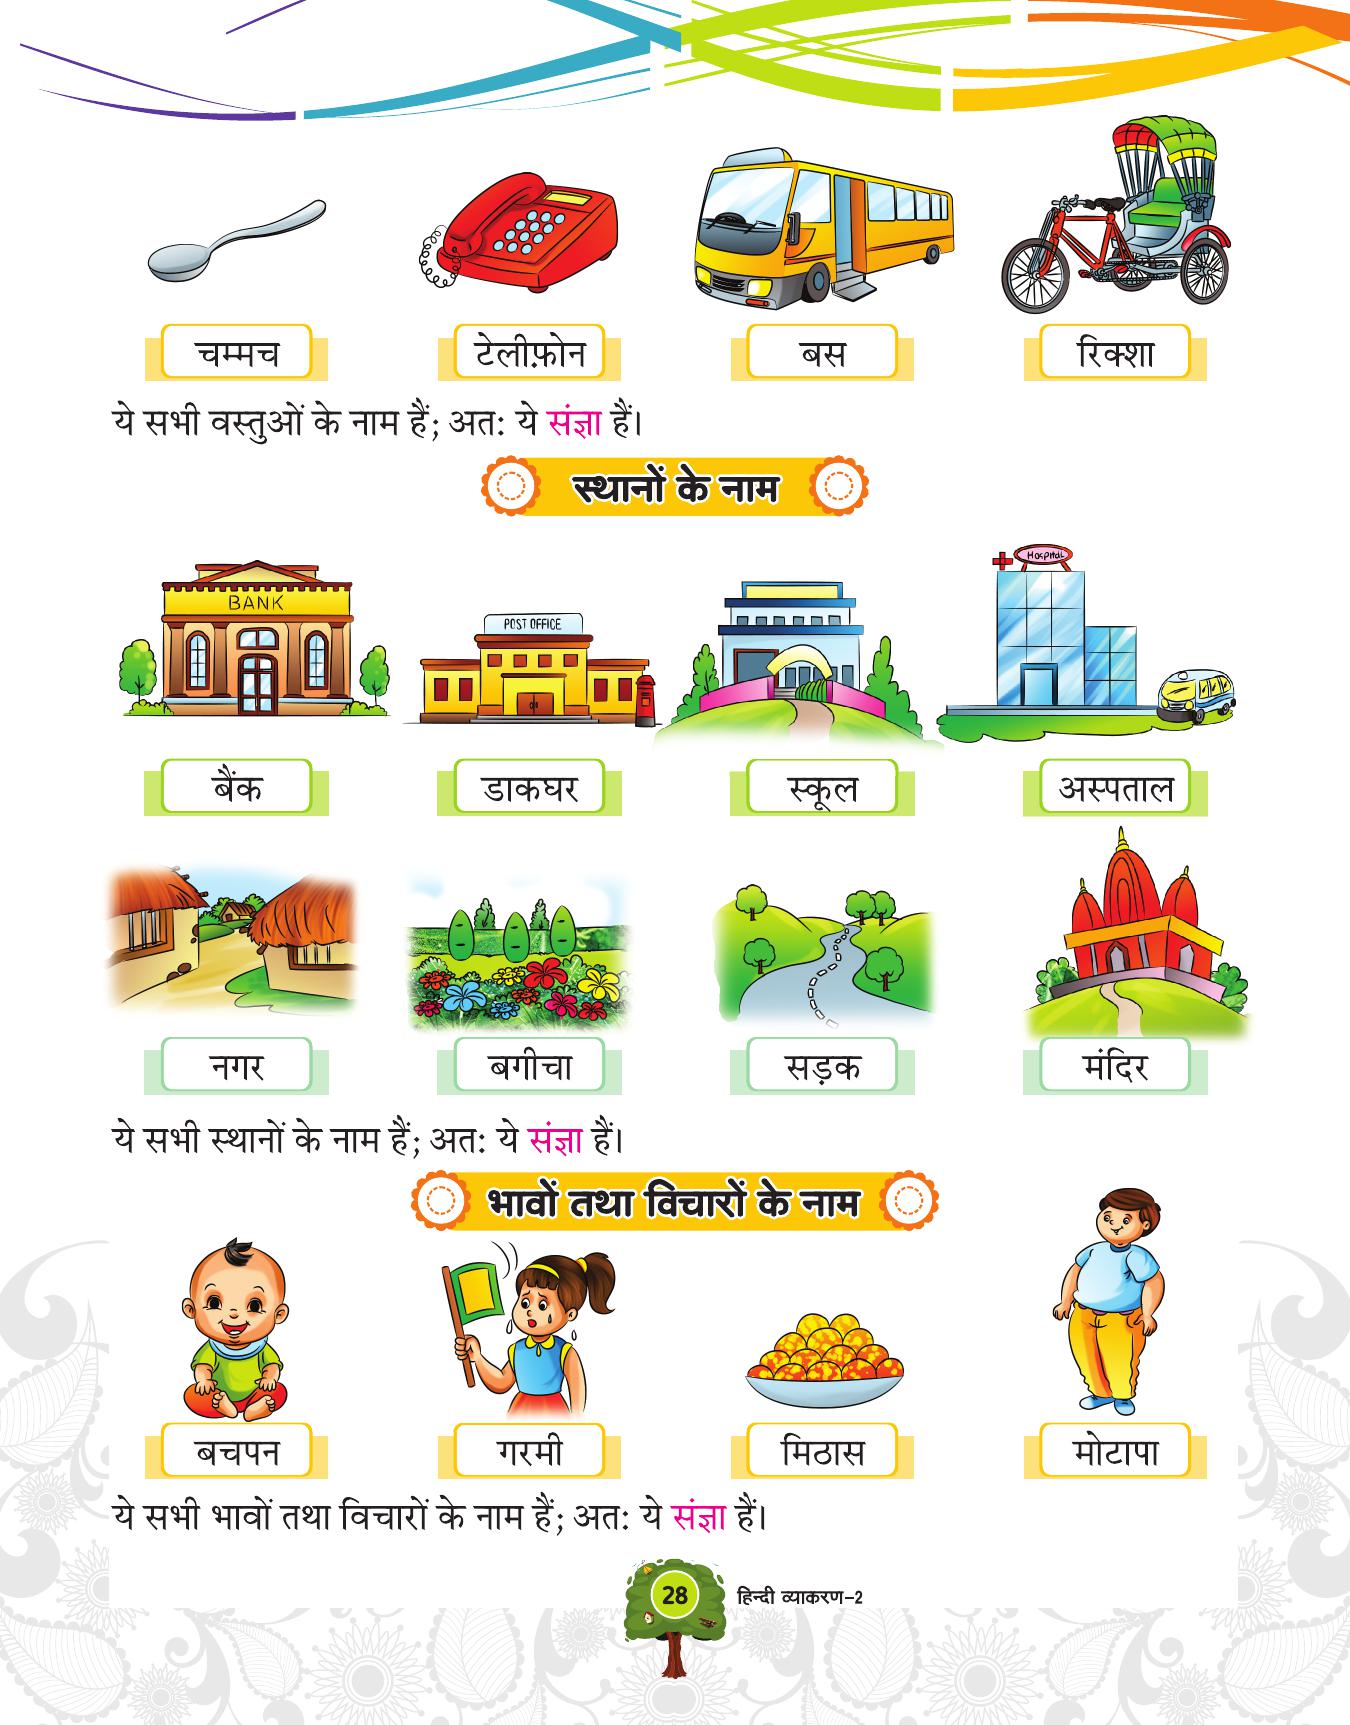 चम्मच टेलीफ़ोन बस रिक्शा
ये सभी वस्तुओं के नाम हैं; अतः ये संज्ञा हैं।
स्थानों के नाम
BANK
POST OFFICE
Hospital
बैंक डाकघर स्कूल अस्पताल
नगर बगीचा सड़क मंदिर
ये सभी स्थानों के नाम हैं; अतः ये संज्ञा हैं।
भावों तथा विचारों के नाम
बचपन गरमी मिठास मोटापा
ये सभी भावों तथा विचारों के नाम हैं; अतः ये संज्ञा हैं।
28 हिन्दी व्याकरण-2